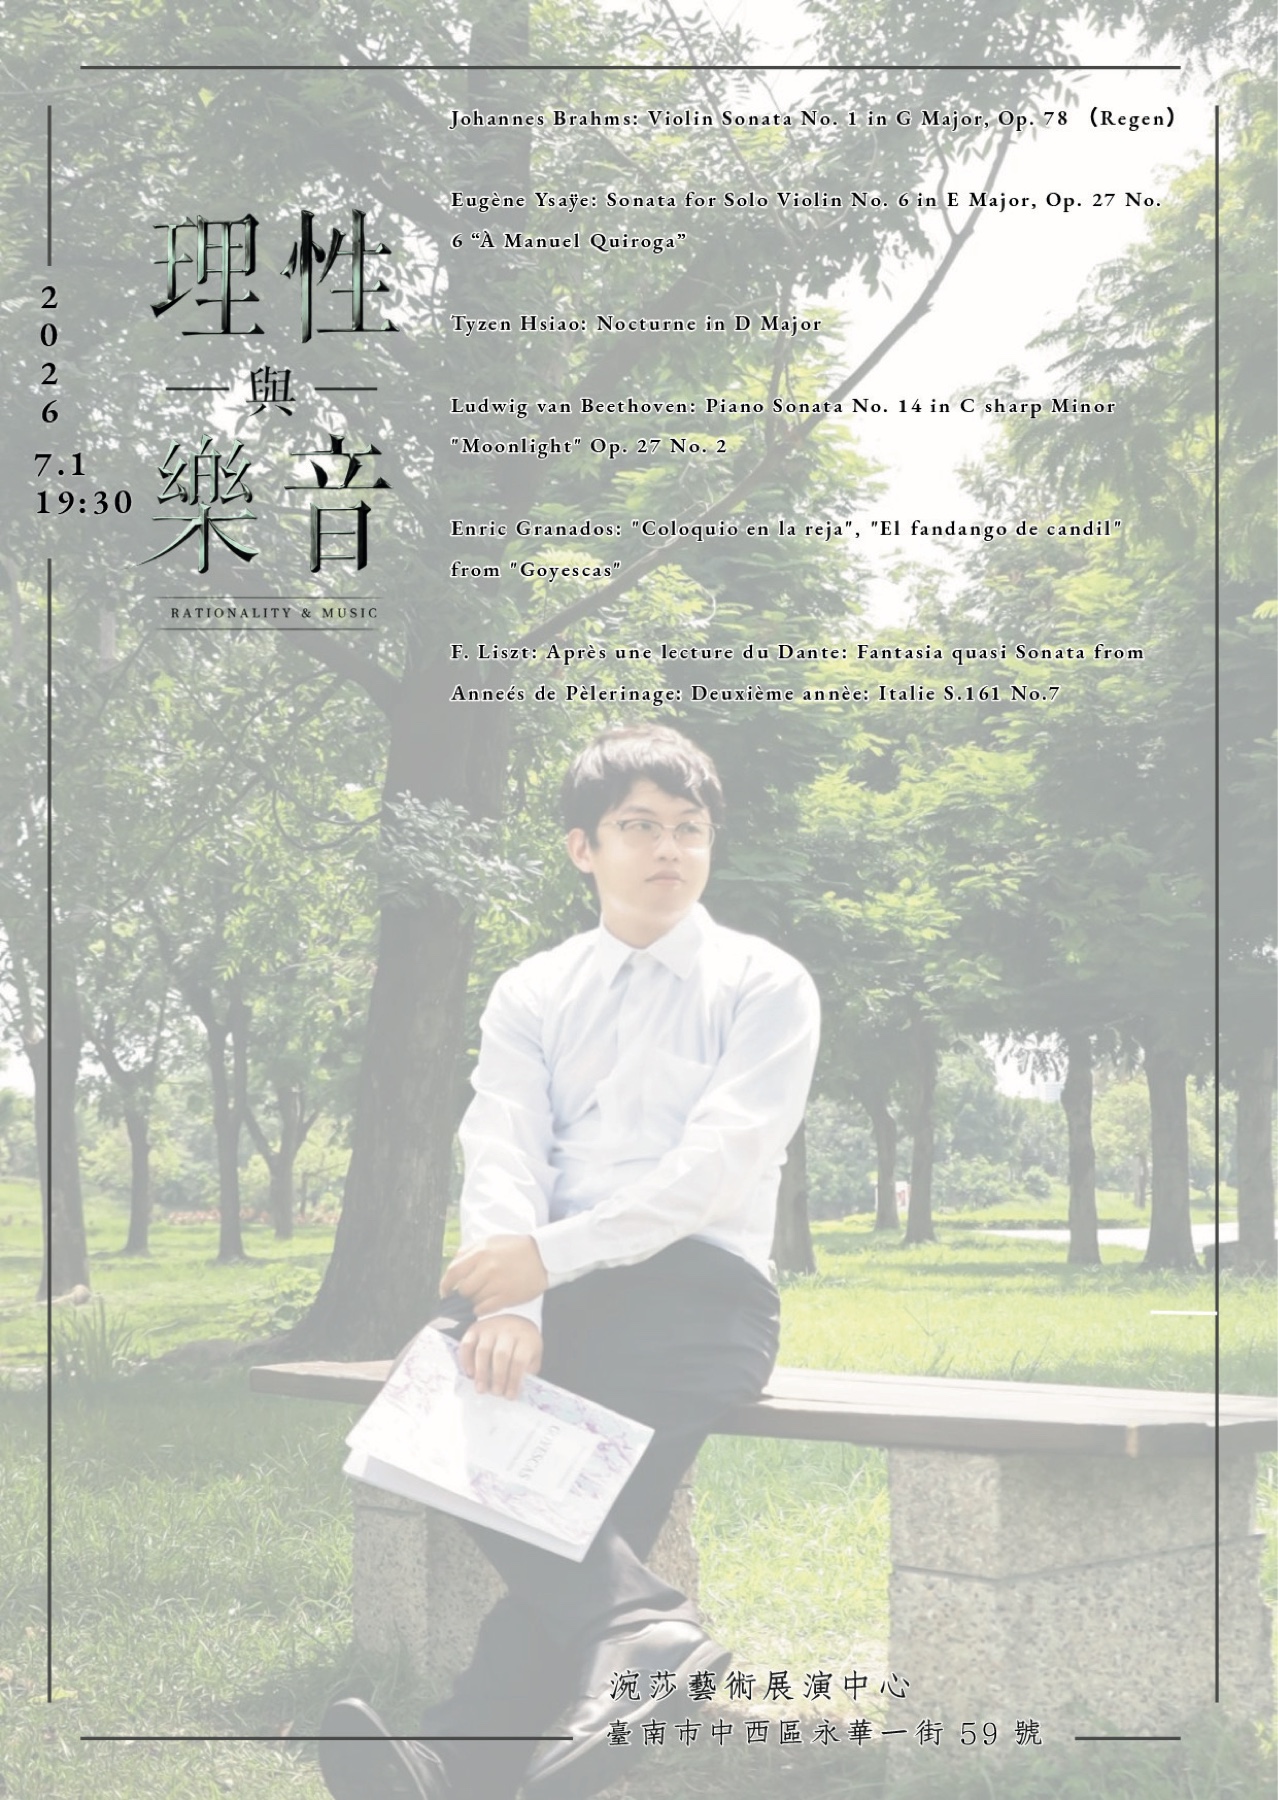 Johannes Brahms: Violin Sonata No. 1 in G Major, Op. 78 （Regen）
Eugène Ysaÿe: Sonata for Solo Violin No. 6 in E Major, Op. 27 No.
6 “À Manuel Quiroga”
Tyzen Hsiao: Nocturne in D Major
Ludwig van Beethoven: Piano Sonata No. 14 in C sharp Minor
"Moonlight" Op. 27 No. 2
Enric Granados: "Coloquio en la reja", "El fandango de candil"
from "Goyescas"
F. Liszt: Après une lecture du Dante: Fantasia quasi Sonata from
Anneés de Pèlerinage: Deuxième annèe: Italie S.161 No.7
理性
與
樂音
RATIONALITY & MUSIC
2026
7.1
19:30
GOYESCAS
涴莎藝術展演中心
臺南市中西區永華一街 59 號